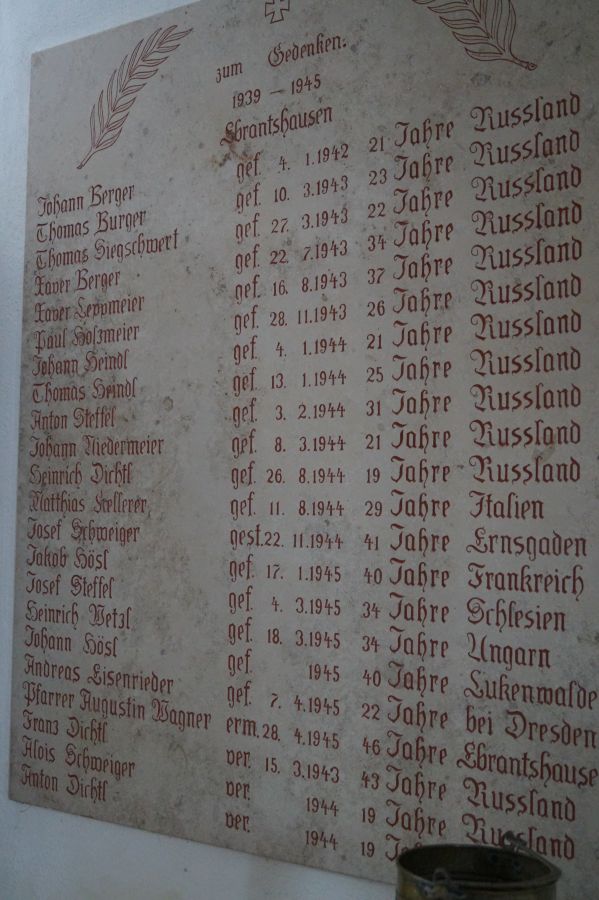 zum Gedenken.
1939 – 1945
Ebrantshausen
Johann Berger gef. 4. 1.1942 21 Jahre Russland
Thomas Burger gef. 10. 3.1943 23 Jahre Russland
Thomas Siegschwert gef. 27. 3.1943 22 Jahre Russland
Xaver Berger gef. 22. 7.1943 34 Jahre Russland
Xaver Leppmeier gef. 16. 8.1943 37 Jahre Russland
Paul Holzmeier gef. 28. 11.1943 26 Jahre Russland
Johann Heindl gef. 4. 1.1944 21 Jahre Russland
Thomas Heindl gef. 13. 1.1944 25 Jahre Russland
Anton Steffel gef. 3. 2.1944 31 Jahre Russland
Johann Niedermeier gef. 8. 3.1944 21 Jahre Russland
Heinrich Dichtl gef. 26. 8.1944 19 Jahre Russland
Matthias Kellerer gef. 11. 8.1944 29 Jahre Italien
Josef Schweiger gest. 22. 11.1944 41 Jahre Ernsgaden
Jakob Hösl gef. 17. 1.1945 40 Jahre Frankreich
Josef Steffel gef. 4. 3.1945 34 Jahre Schlesien
Heinrich Wetzl gef. 18. 3.1945 34 Jahre Ungarn
Johann Hösl gef. 1945 40 Jahre Lukenwalde
Andreas Eisenrieder gef. 7. 4.1945 22 Jahre bei Dresden
Pfarrer Augustin Wagner erm. 28. 4.1945 46 Jahre Ebrantshause
Franz Dichtl ver. 15. 3.1943 43 Jahre Russland
Alois Schweiger ver. 1944 19 Jahre Russland
Anton Dichtl ver. 1944 19